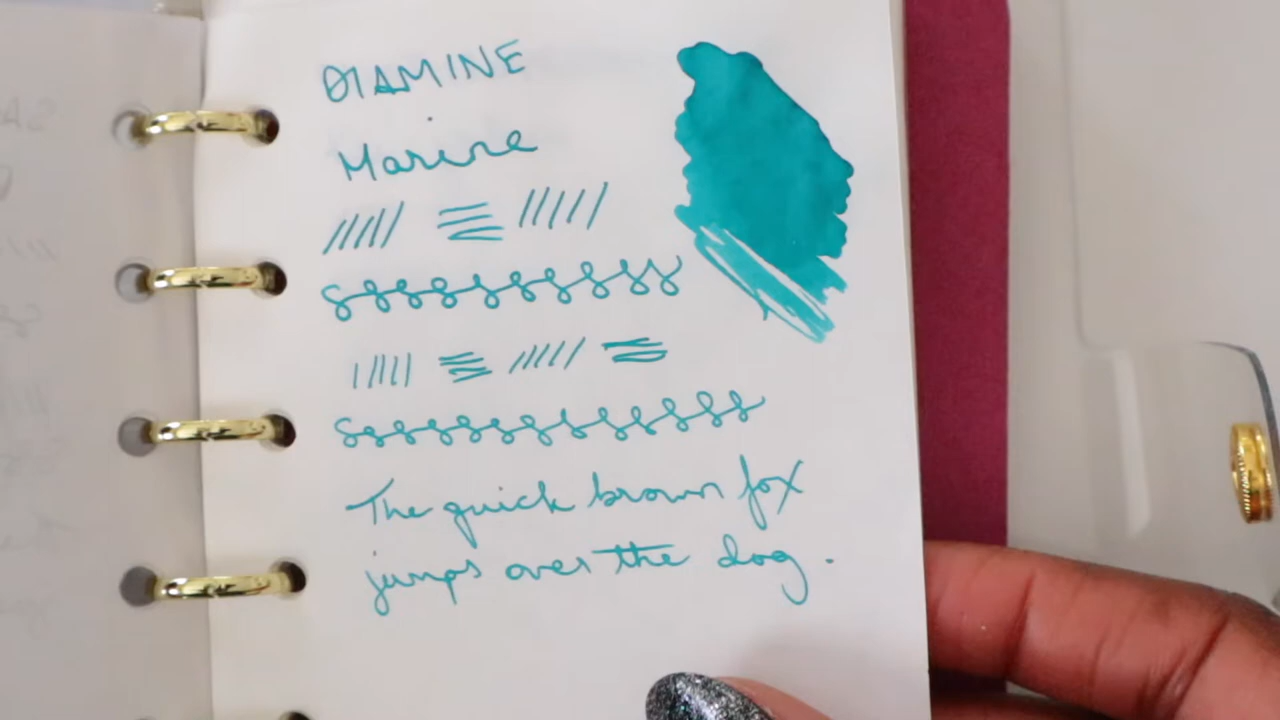 DIAMINE
Marine
The quick brown fox
jumps over the dog.